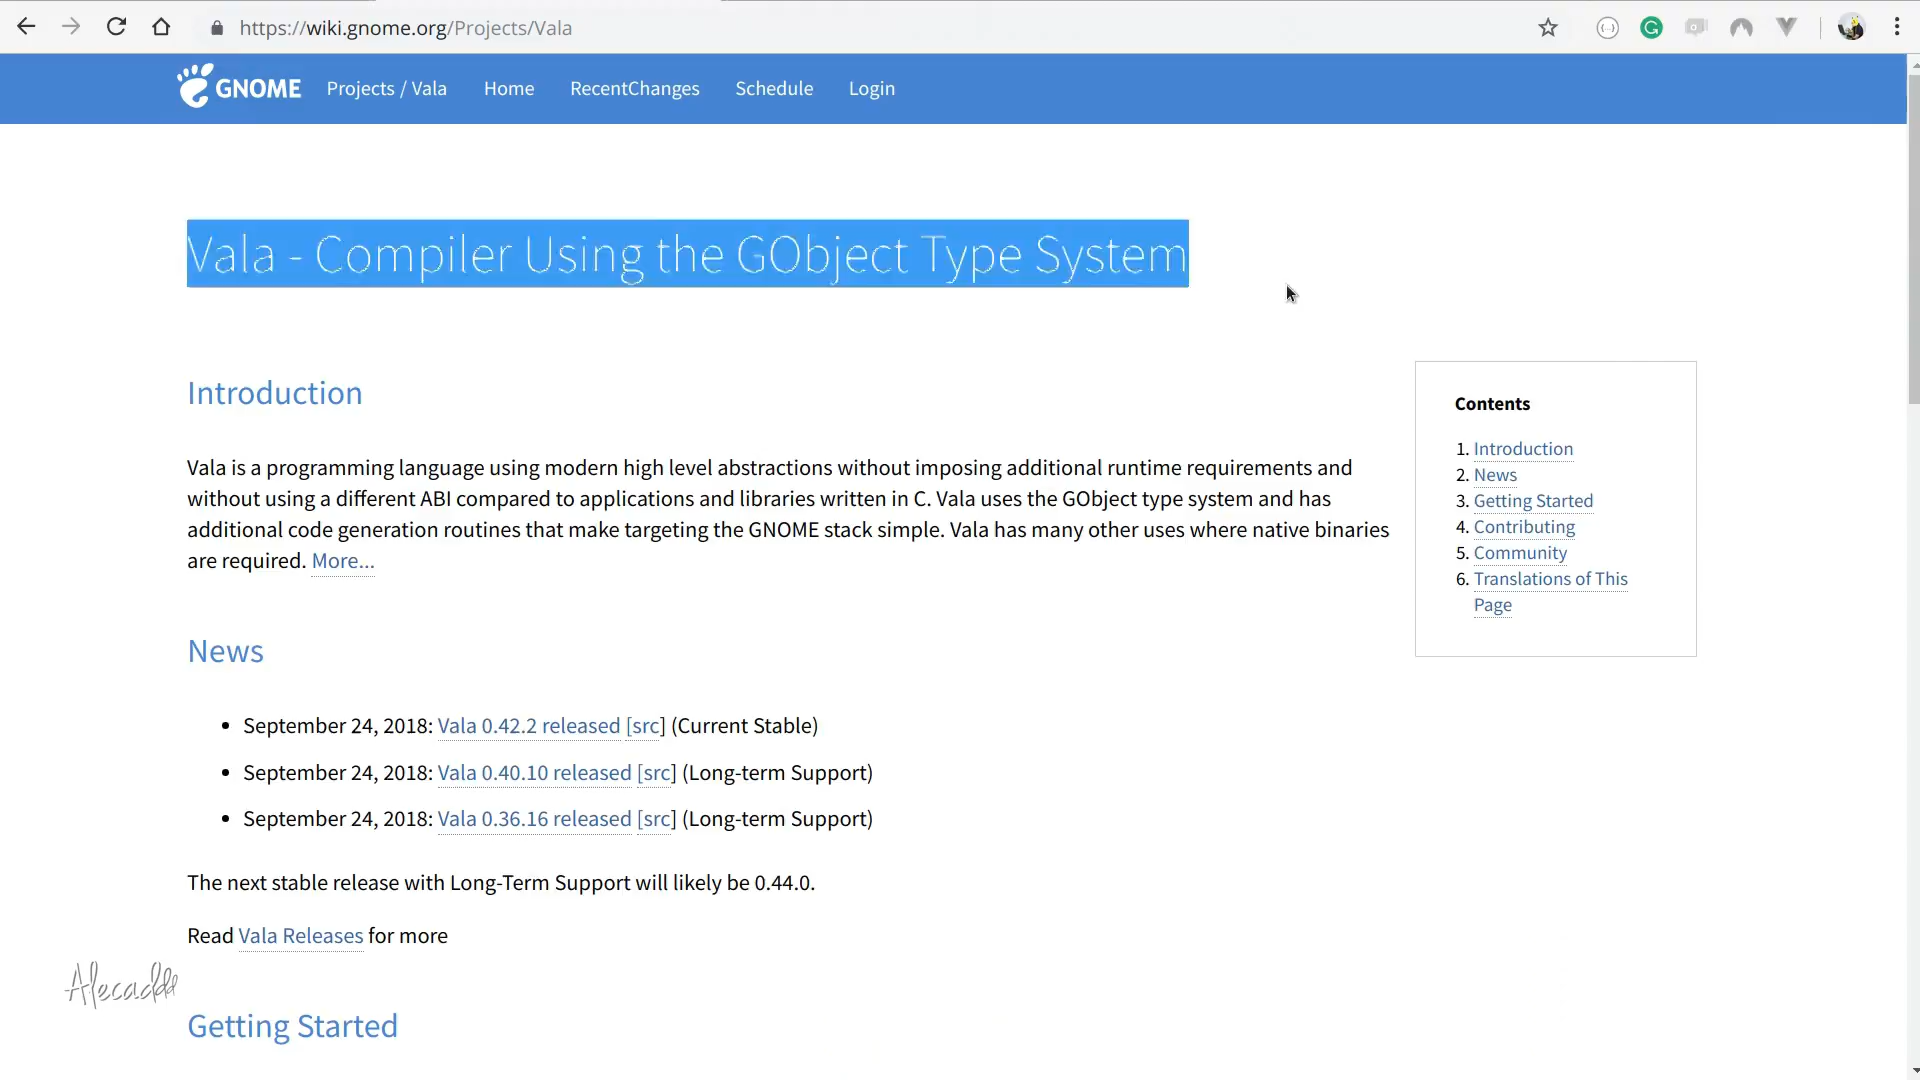 https://wiki.gnome.org/Projects/Vala
GNOME Projects / Vala Home RecentChanges Schedule Login
Vala - Compiler Using the GObject Type System
Introduction
Vala is a programming language using modern high level abstractions without imposing additional runtime requirements and
without using a different ABI compared to applications and libraries written in C. Vala uses the GObject type system and has
additional code generation routines that make targeting the GNOME stack simple. Vala has many other uses where native binaries
are required. More...
Contents
1. Introduction
2. News
3. Getting Started
4. Contributing
5. Community
6. Translations of This
Page
News
• September 24, 2018: Vala 0.42.2 released [src] (Current Stable)
• September 24, 2018: Vala 0.40.10 released [src] (Long-term Support)
• September 24, 2018: Vala 0.36.16 released [src] (Long-term Support)
The next stable release with Long-Term Support will likely be 0.44.0.
Read Vala Releases for more
Alecaddd
Getting Started